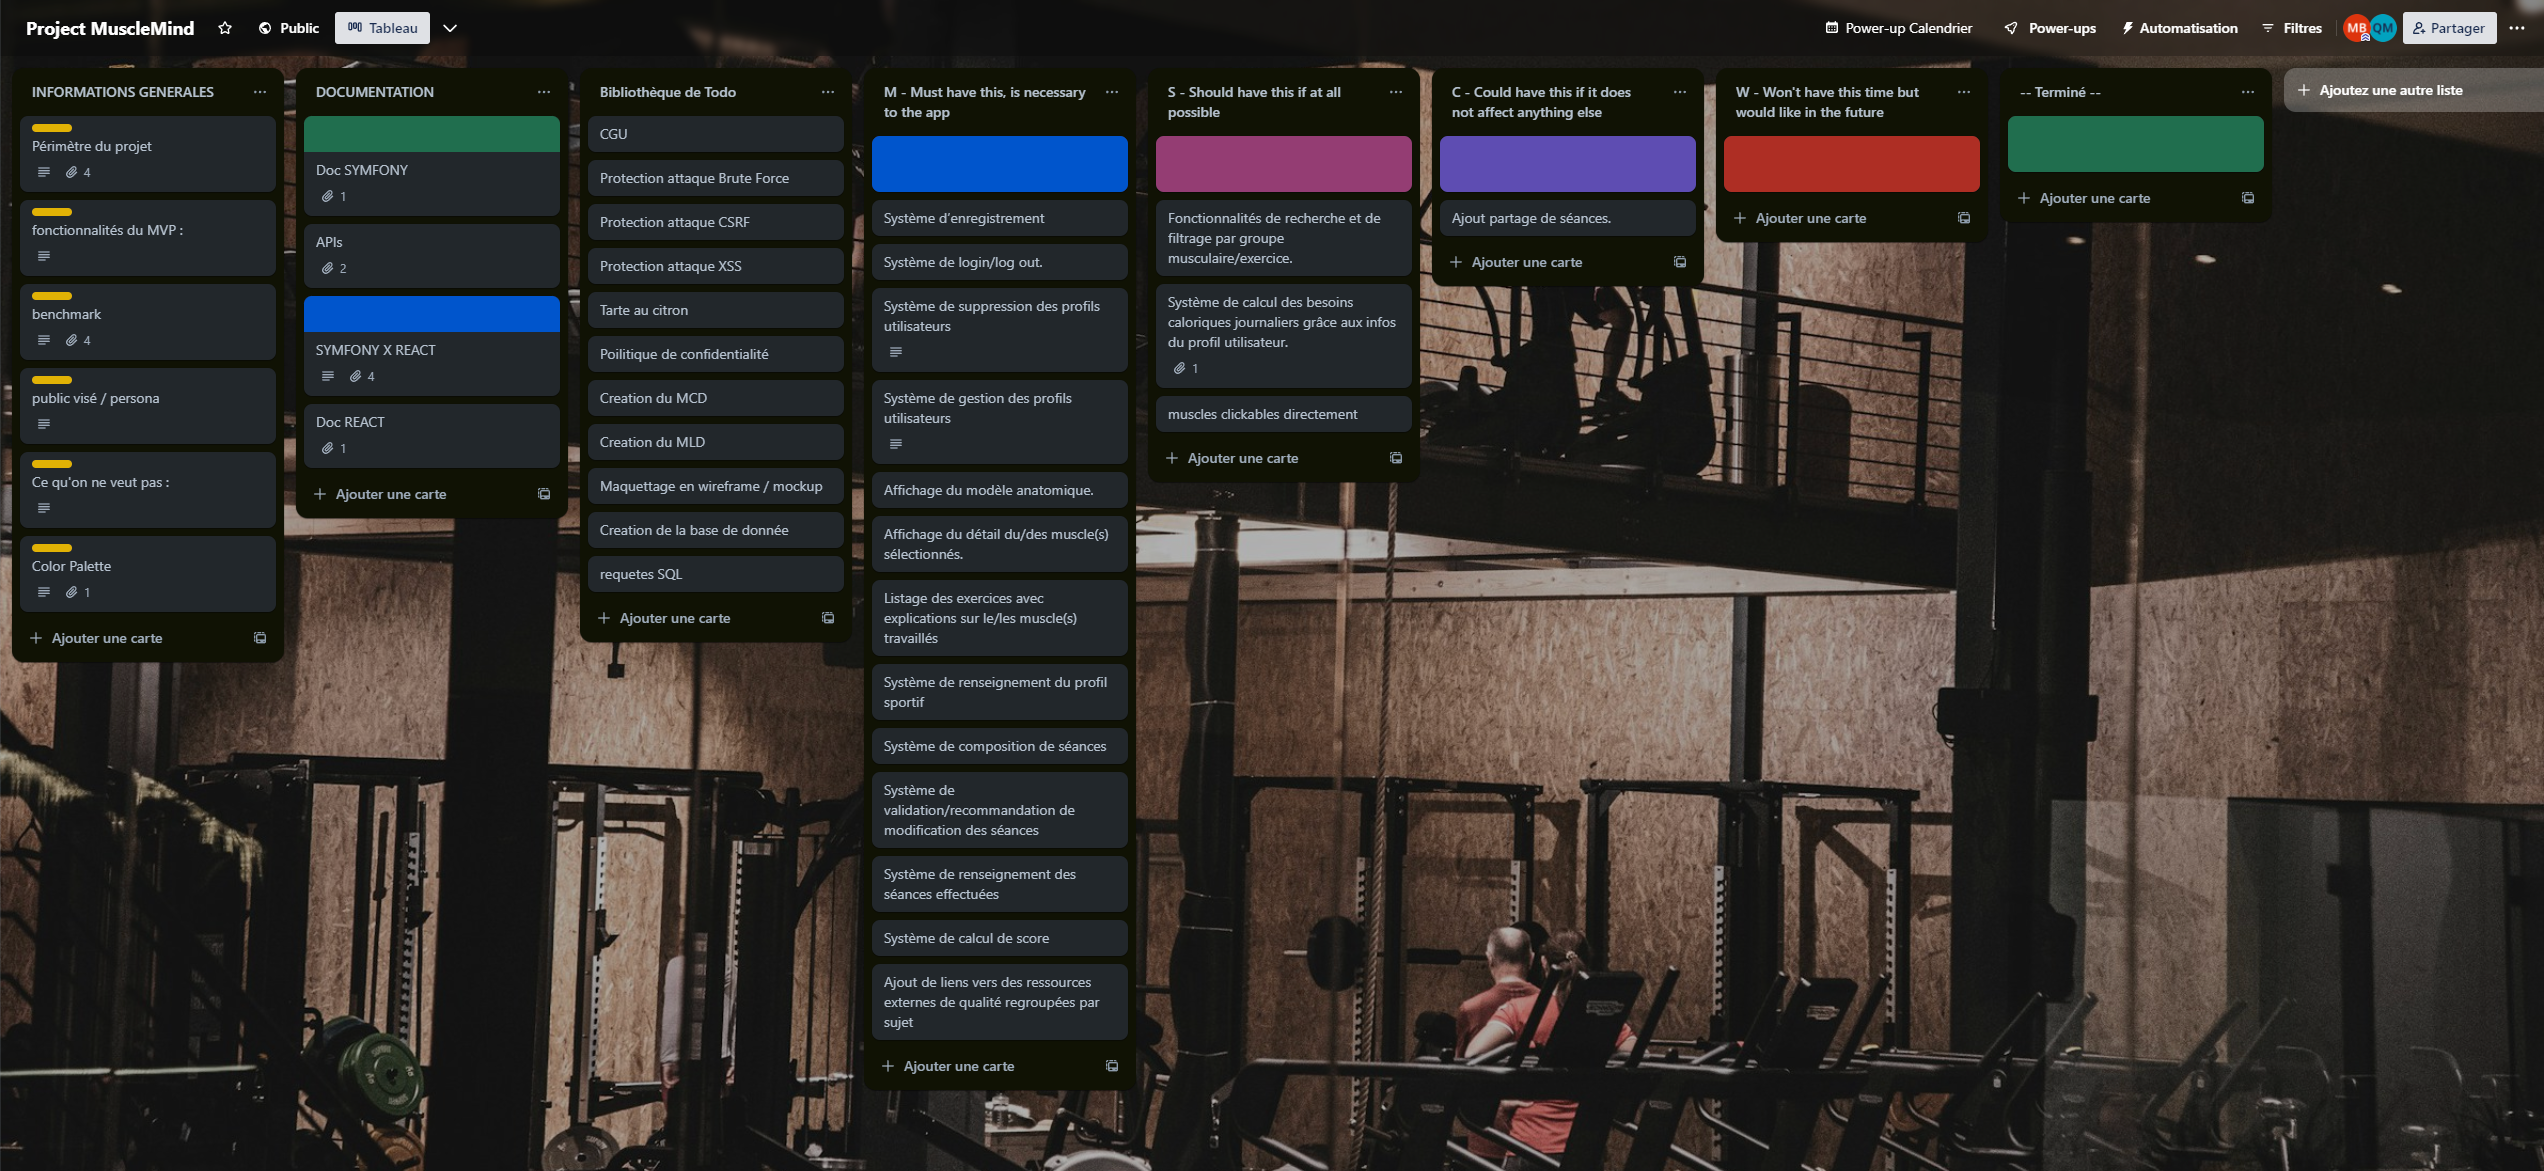 Project MuscleMind
Public
Tableau
Power-up Calendrier
Power-ups
Automatisation
Filtres
MB
QM
Partager
INFORMATIONS GENERALES
Périmètre du projet
4
fonctionnalités du MVP :
benchmark
4
public visé / persona
Ce qu'on ne veut pas :
Color Palette
1
Ajouter une carte
DOCUMENTATION
Doc SYMFONY
1
APIs
2
SYMFONY X REACT
4
Doc REACT
1
Ajouter une carte
Bibliothèque de Todo
CGU
Protection attaque Brute Force
Protection attaque CSRF
Protection attaque XSS
Tarte au citron
Poilitique de confidentialité
Creation du MCD
Creation du MLD
Maquettage en wireframe / mockup
Creation de la base de donnée
requetes SQL
Ajouter une carte
M - Must have this, is necessary
to the app
Système d’enregistrement
Système de login/log out.
Système de suppression des profils
utilisateurs
Système de gestion des profils
utilisateurs
Affichage du modèle anatomique.
Affichage du détail du/des muscle(s)
sélectionnés.
Listage des exercices avec
explications sur le/les muscle(s)
travaillés
Système de renseignement du profil
sportif
Système de composition de séances
Système de
validation/recommandation de
modification des séances
Système de renseignement des
séances effectuées
Système de calcul de score
Ajout de liens vers des ressources
externes de qualité regroupées par
sujet
Ajouter une carte
S - Should have this if at all
possible
Fonctionnalités de recherche et de
filtrage par groupe
musculaire/exercice.
Système de calcul des besoins
caloriques journaliers grâce aux infos
du profil utilisateur.
1
muscles clickables directement
Ajouter une carte
C - Could have this if it does
not affect anything else
Ajout partage de séances.
Ajouter une carte
W - Won't have this time but
would like in the future
Ajouter une carte
-- Terminé --
Ajouter une carte
Ajoutez une autre liste